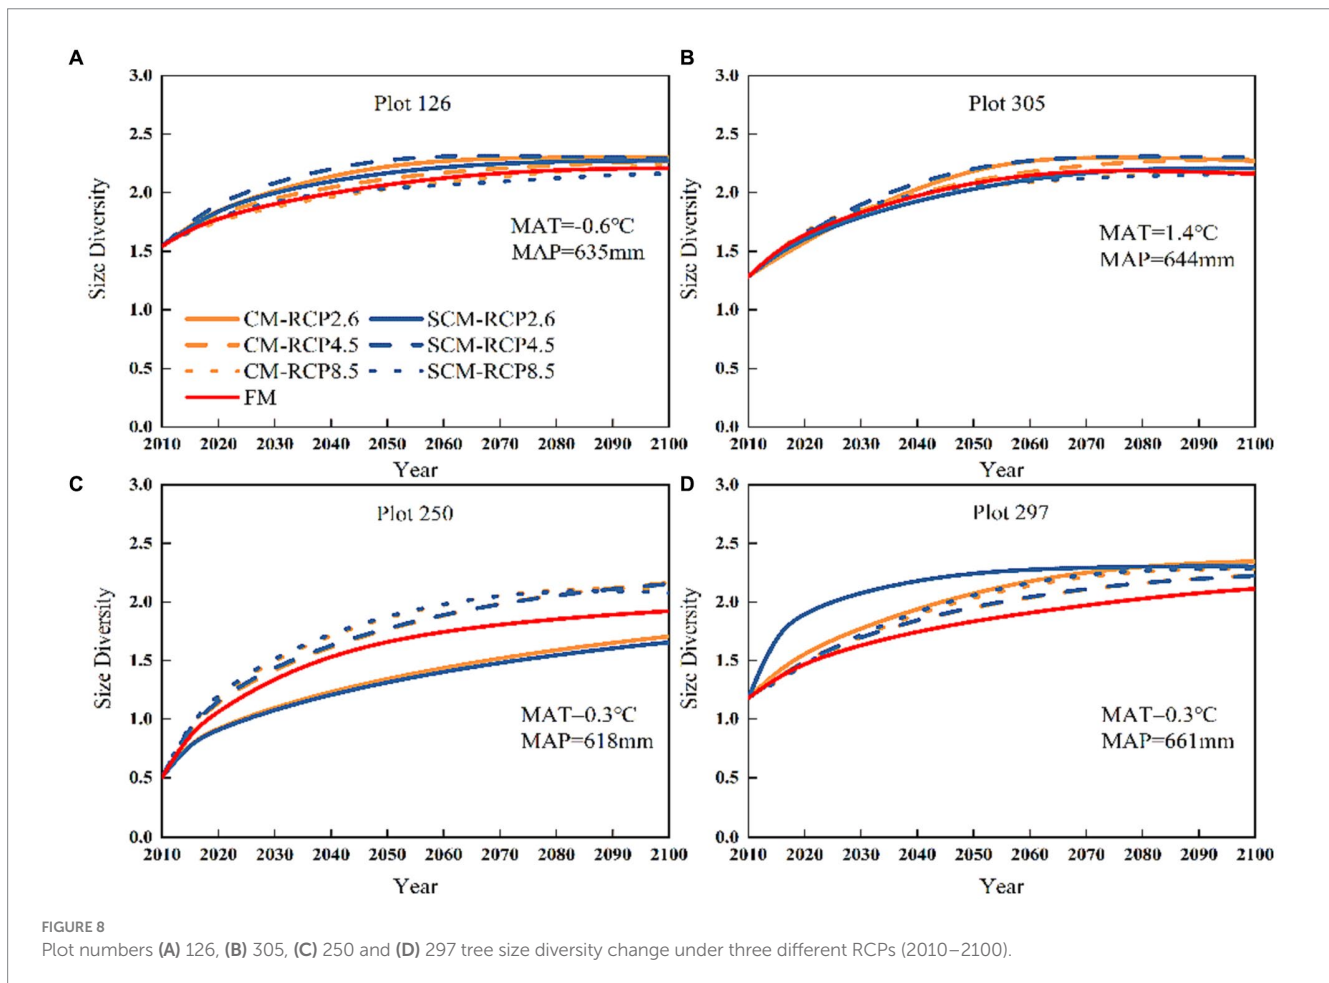 A
3.0
2.5
2.0
1.5
1.0
0.5
0.0
Size Diversity
Plot 126
MAT=-0.6°C
MAP=635mm
CM-RCP2.6 SCM-RCP2.6
CM-RCP4.5 SCM-RCP4.5
CM-RCP8.5 SCM-RCP8.5
FM
2010 2020 2030 2040 2050 2060 2070 2080 2090 2100
Year
B
3.0
2.5
2.0
1.5
1.0
0.5
0.0
Size Diversity
Plot 305
MAT=1.4°C
MAP=644mm
2010 2020 2030 2040 2050 2060 2070 2080 2090 2100
Year
C
3.0
2.5
2.0
1.5
1.0
0.5
0.0
Size Diversity
Plot 250
MAT–0.3°C
MAP=618mm
2010 2020 2030 2040 2050 2060 2070 2080 2090 2100
Year
D
3.0
2.5
2.0
1.5
1.0
0.5
0.0
Size Diversity
Plot 297
MAT–0.3°C
MAP=661mm
2010 2020 2030 2040 2050 2060 2070 2080 2090 2100
Year
FIGURE 8
Plot numbers (A) 126, (B) 305, (C) 250 and (D) 297 tree size diversity change under three different RCPs (2010–2100).